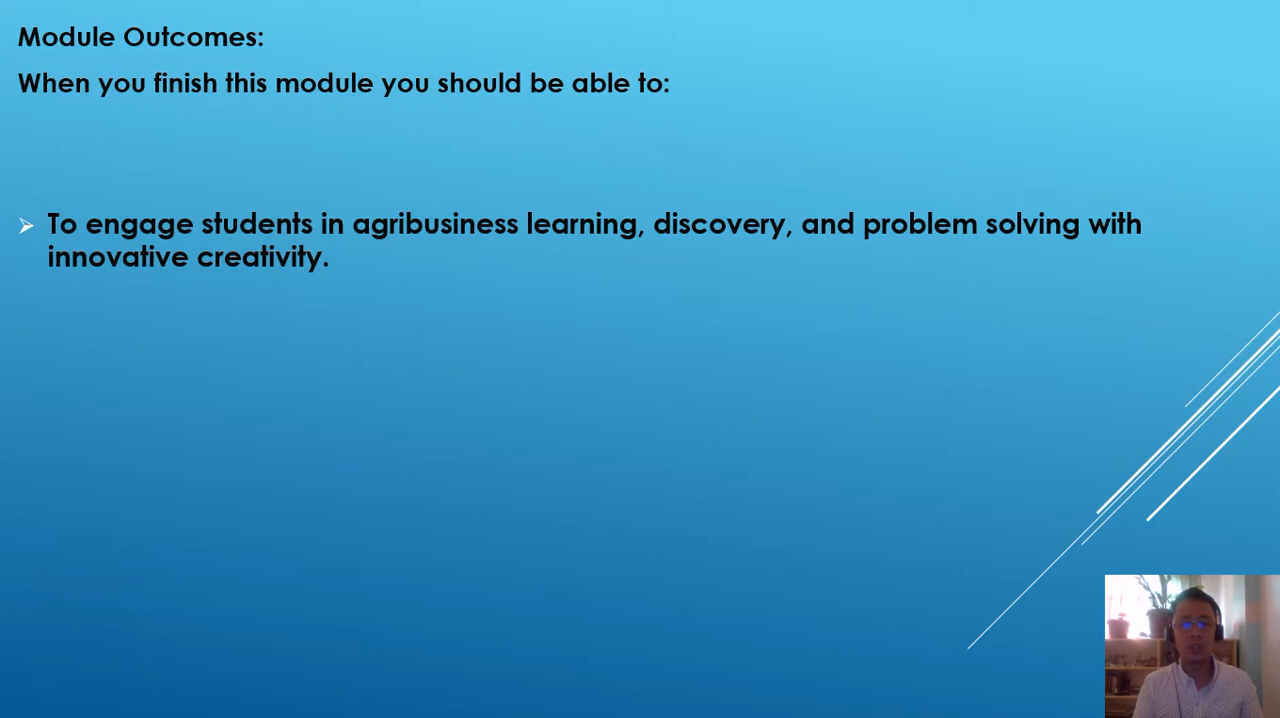 Module Outcomes:
When you finish this module you should be able to:
To engage students in agribusiness learning, discovery, and problem solving with
innovative creativity.